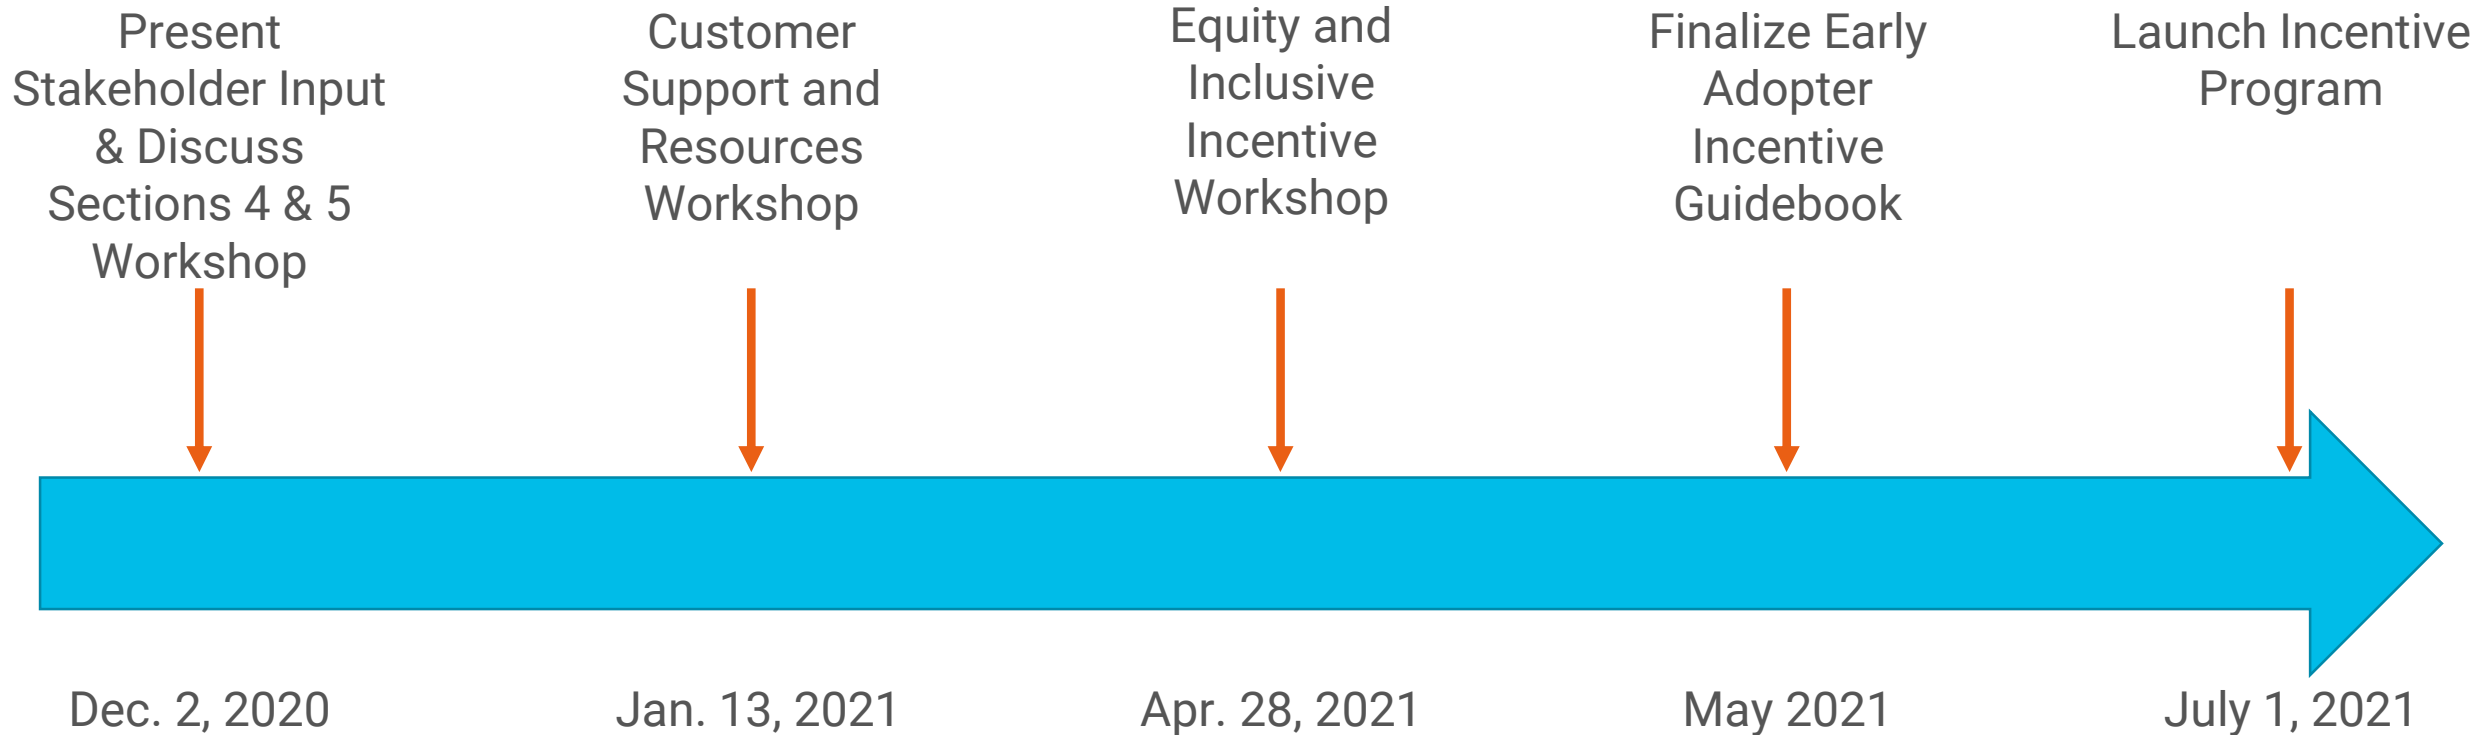 Present
Stakeholder Input
& Discuss
Sections 4 & 5
Workshop
Customer
Support and
Resources
Workshop
Equity and
Inclusive
Incentive
Workshop
Finalize Early
Adopter
Incentive
Guidebook
Launch Incentive
Program
Dec. 2, 2020
Jan. 13, 2021
Apr. 28, 2021
May 2021
July 1, 2021